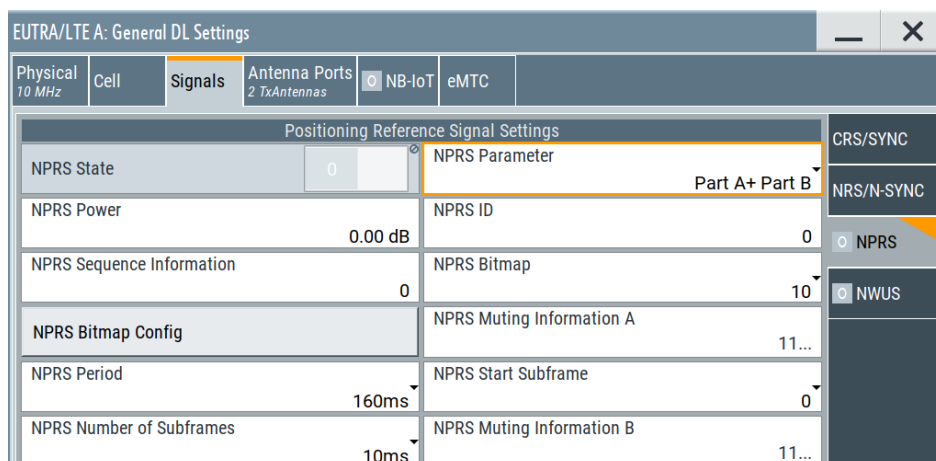 EUTRA/LTE A: General DL Settings
Physical
10 MHz
Cell
Signals
Antenna Ports
2 TxAntennas
O NB-IoT
eMTC
Positioning Reference Signal Settings
NPRS State
0
NPRS Parameter
Part A+ Part B
NPRS Power
0.00 dB
NPRS ID
0
NPRS Sequence Information
0
NPRS Bitmap
10
NPRS Bitmap Config
NPRS Muting Information A
11...
NPRS Period
160ms
NPRS Start Subframe
0
NPRS Number of Subframes
10ms
NPRS Muting Information B
11...
CRS/SYNC
NRS/N-SYNC
O NPRS
O NWUS